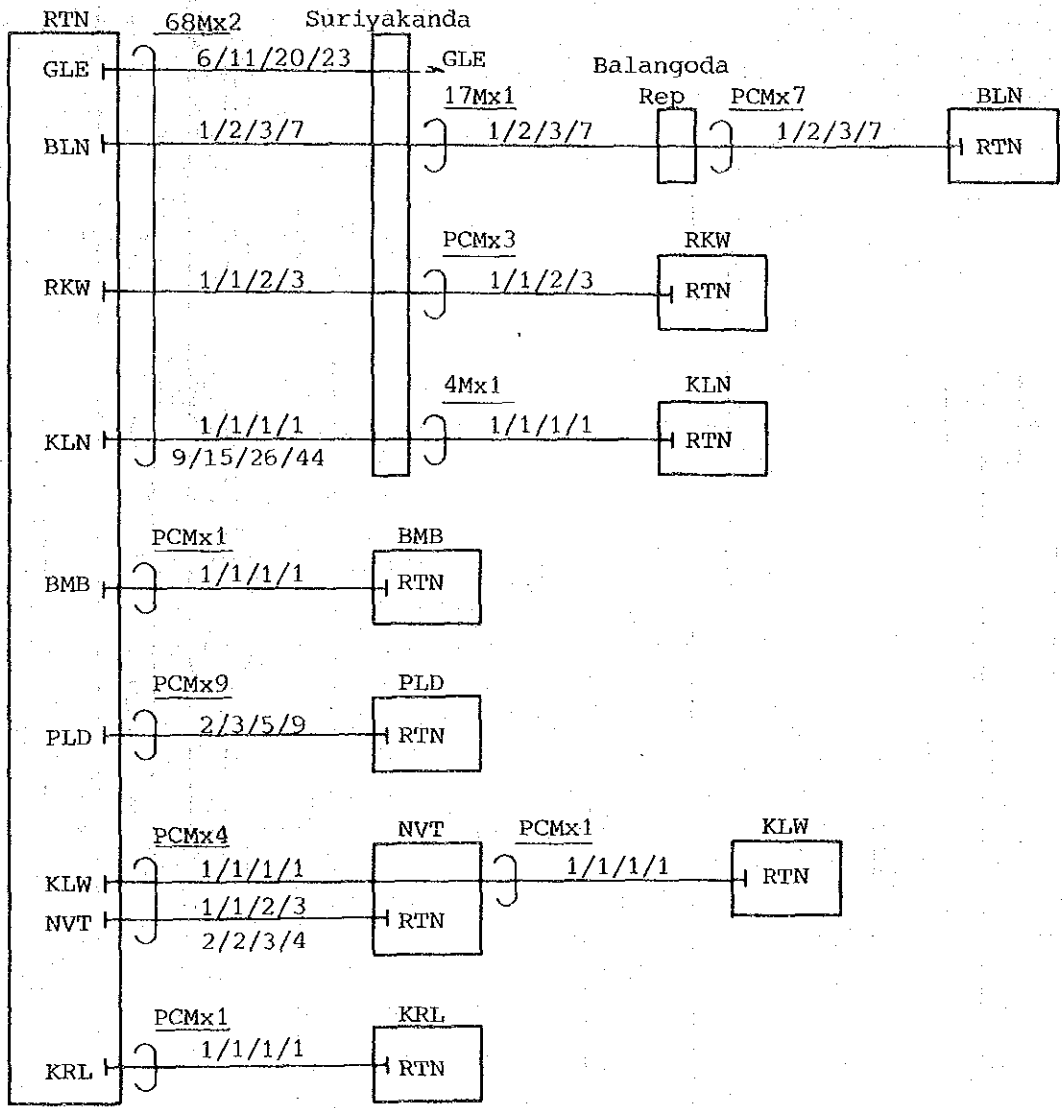 RTN 68Mx2 Suriyakanda
GLE 6/11/20/23 GLE
Balangoda
17Mx1 Rep PCMx7 BLN
BLN 1/2/3/7 1/2/3/7 1/2/3/7 RTN
PCMx3 RKW
RKW 1/1/2/3 1/1/2/3 RTN
4Mx1 KLN
KLN 1/1/1/1 1/1/1/1 RTN
9/15/26/44
PCMx1 BMB
BMB 1/1/1/1 RTN
PCMx9 PLD
PLD 2/3/5/9 RTN
PCMx4 NVT PCMx1 KLW
KLW 1/1/1/1 1/1/1/1 RTN
NVT 1/1/2/3 RTN
2/2/3/4
PCMx1 KRL
KRL 1/1/1/1 RTN